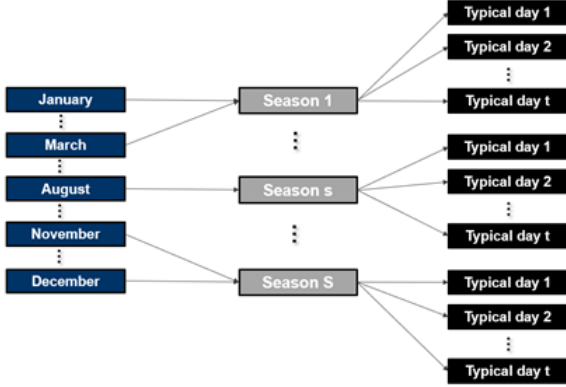 January
March
August
November
December
Season 1
Season s
Season S
Typical day 1
Typical day 2
Typical day t
Typical day 1
Typical day 2
Typical day t
Typical day 1
Typical day 2
Typical day t